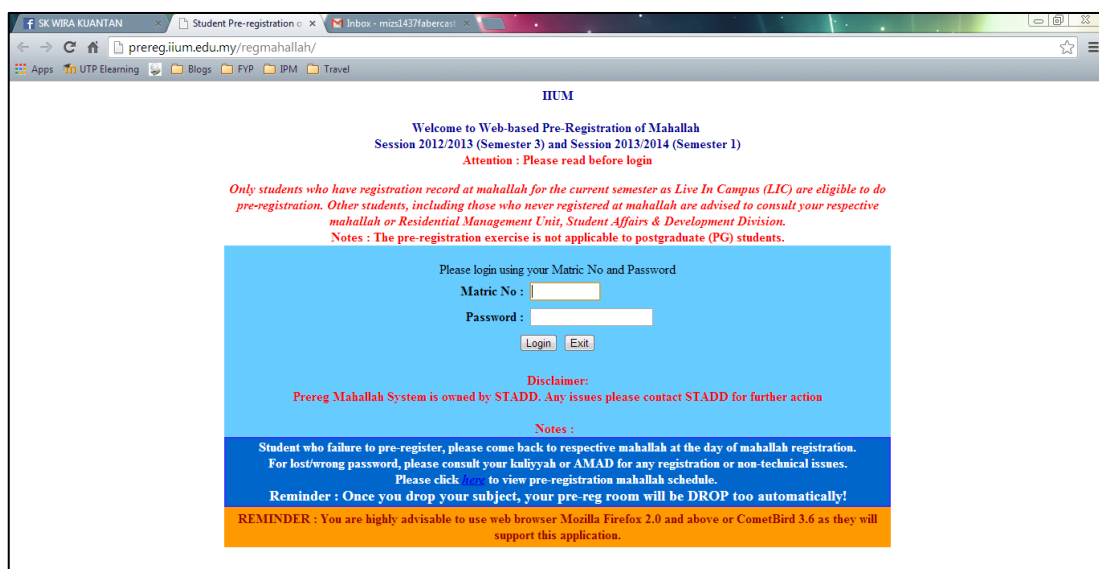 SK WIRA KUANTAN
Student Pre-registration o
Inbox - mizs1437fabercast
prereg.iium.edu.my/regmahallah/
Apps UTP Elearning Blogs FYP IPM Travel
IIUM
Welcome to Web-based Pre-Registration of Mahallah
Session 2012/2013 (Semester 3) and Session 2013/2014 (Semester 1)
Attention : Please read before login
Only students who have registration record at mahallah for the current semester as Live In Campus (LIC) are eligible to do
pre-registration. Other students, including those who never registered at mahallah are advised to consult your respective
mahallah or Residential Management Unit, Student Affairs & Development Division.
Notes : The pre-registration exercise is not applicable to postgraduate (PG) students.
Please login using your Matric No and Password
Matric No :
Password :
Login Exit
Disclaimer:
Prereg Mahallah System is owned by STADD. Any issues please contact STADD for further action
Notes :
Student who failure to pre-register, please come back to respective mahallah at the day of mahallah registration.
For lost/wrong password, please consult your kuliyyah or AMAD for any registration or non-technical issues.
Please click here to view pre-registration mahallah schedule.
Reminder : Once you drop your subject, your pre-reg room will be DROP too automatically!
REMINDER : You are highly advisable to use web browser Mozilla Firefox 2.0 and above or CometBird 3.6 as they will
support this application.